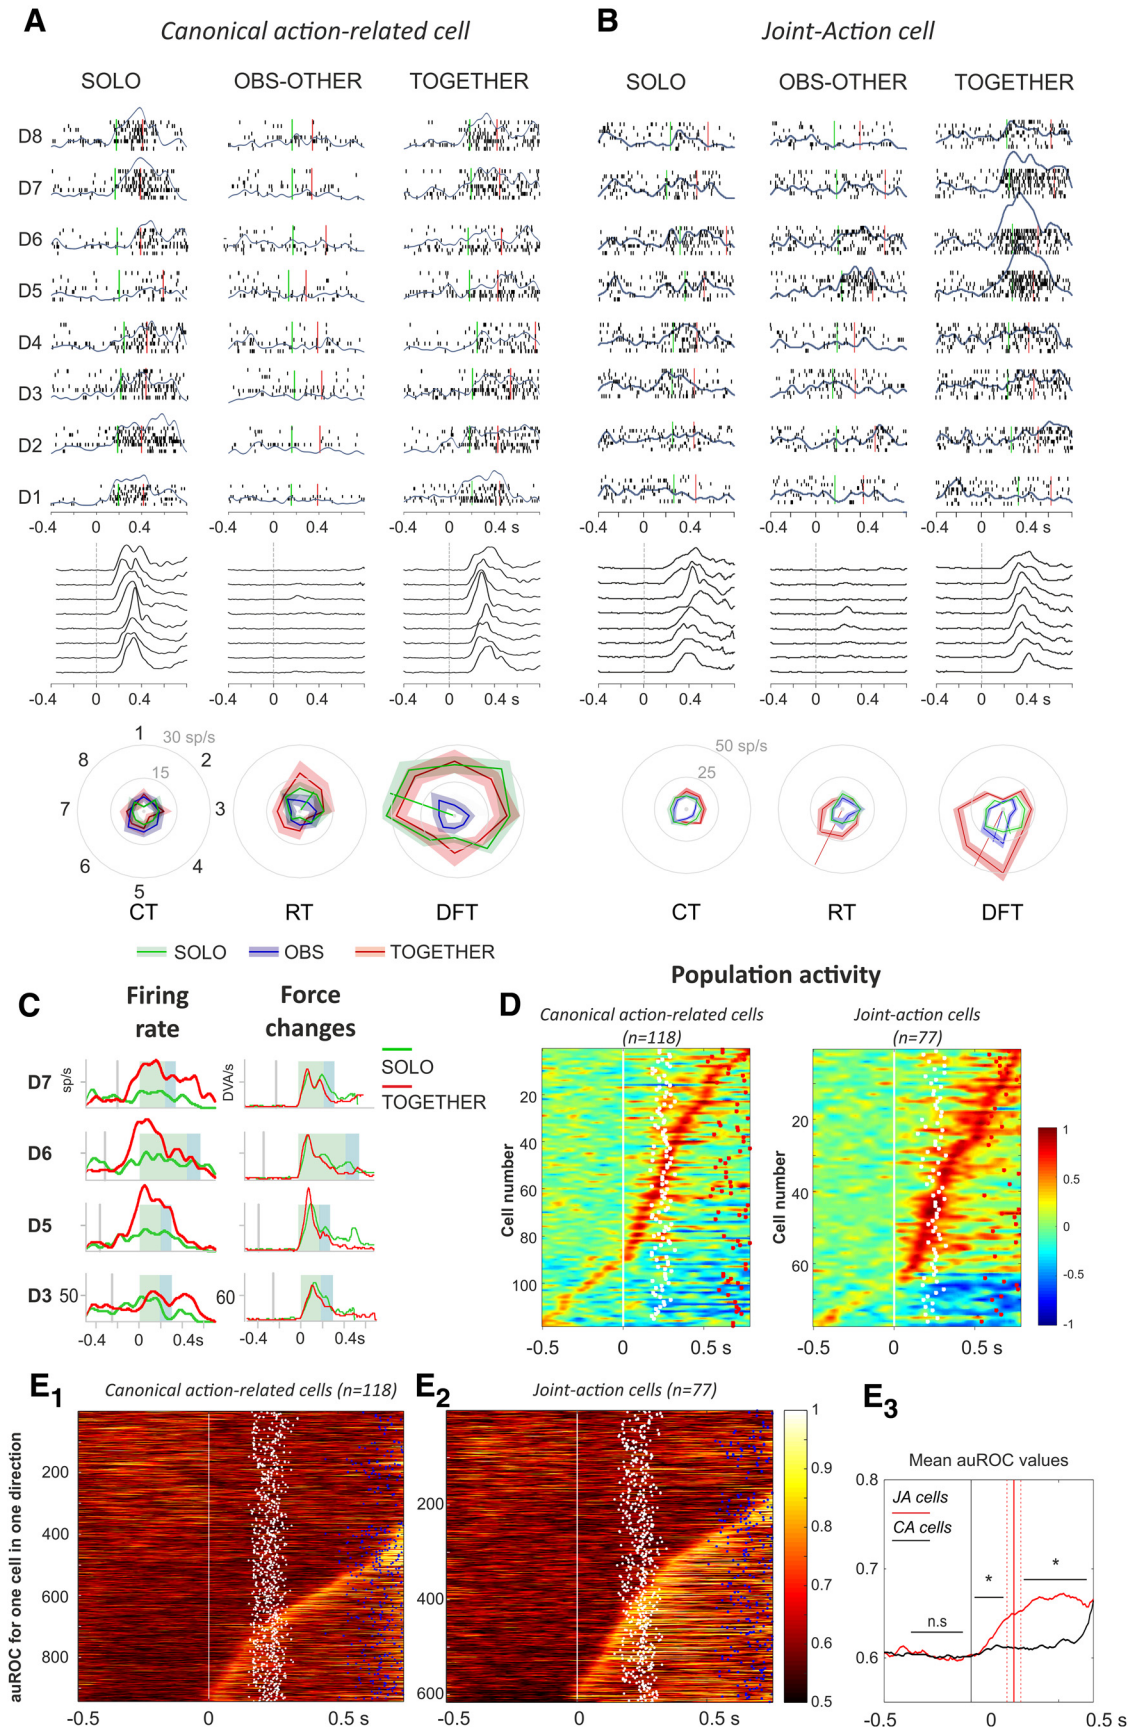 A
Canonical action-related cell
B
Joint-Action cell
SOLO
OBS-OTHER
TOGETHER
SOLO
OBS-OTHER
TOGETHER
D8
D7
D6
D5
D4
D3
D2
D1
-0.4 0 0.4
-0.4 0 0.4
-0.4 0 0.4 s
-0.4 0 0.4
-0.4 0 0.4
-0.4 0 0.4 s
-0.4 0 0.4
-0.4 0 0.4
-0.4 0 0.4 s
-0.4 0 0.4
-0.4 0 0.4
-0.4 0 0.4 s
1
30 sp/s
8
2
15
7
3
6
4
5
50 sp/s
25
CT
RT
DFT
CT
RT
DFT
SOLO
OBS
TOGETHER
Population activity
C
Firing
rate
Force
changes
SOLO
TOGETHER
D7
sp/s
DVA/s
D6
D5
D3
50
60
-0.4 0 0.4s
-0.4 0 0.4s
D
Canonical action-related cells
(n=118)
Joint-action cells
(n=77)
Cell number
20
40
60
80
100
-0.5 0 0.5 s
Cell number
20
40
60
-0.5 0 0.5 s
1
0.5
0
-0.5
-1
E1
Canonical action-related cells (n=118)
auROC for one cell in one direction
200
400
600
800
-0.5 0 0.5 s
E2
Joint-action cells (n=77)
200
400
600
-0.5 0 0.5 s
1
0.9
0.8
0.7
0.6
0.5
E3
Mean auROC values
0.8
0.7
0.6
JA cells
CA cells
n.s
*
*
-0.5 0 0.5 s